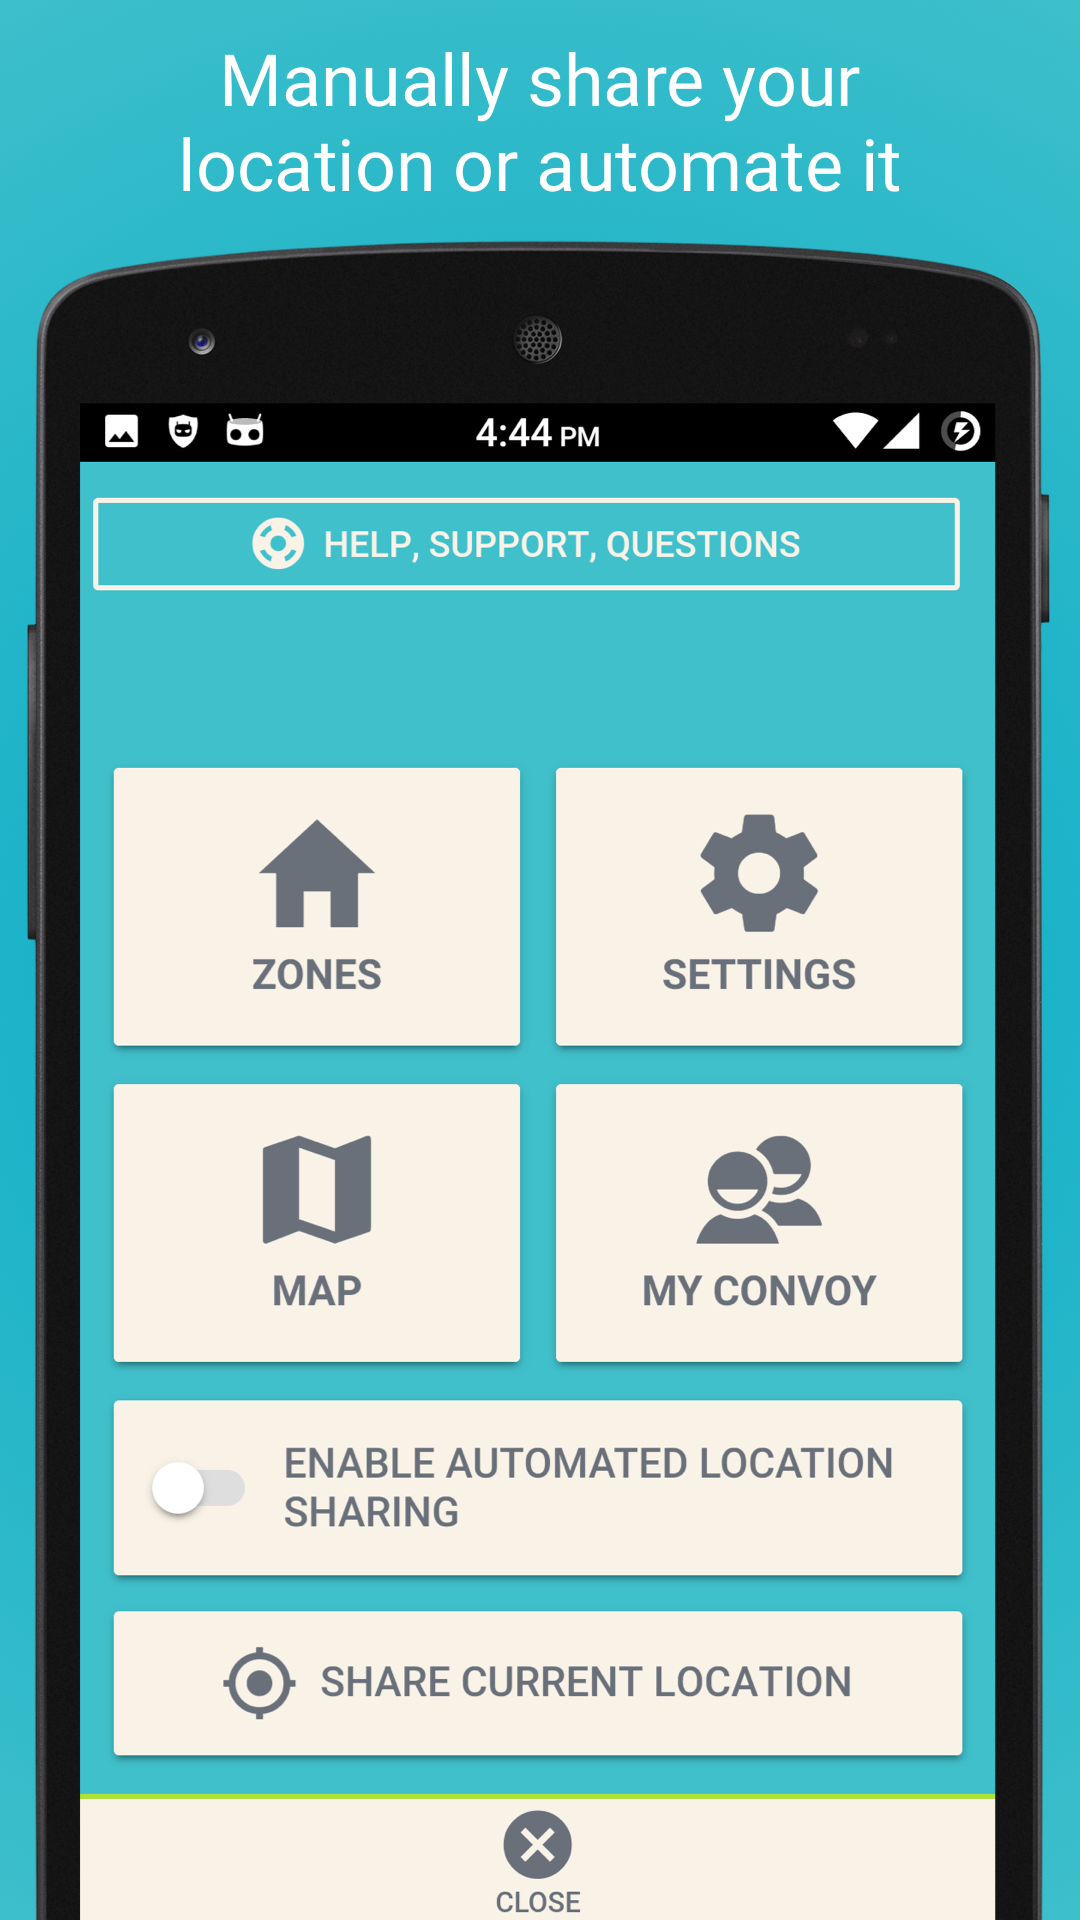 Manually share your
location or automate it
4:44 PM
HELP, SUPPORT, QUESTIONS
ZONES
SETTINGS
MAP
MY CONVOY
ENABLE AUTOMATED LOCATION
SHARING
SHARE CURRENT LOCATION
CLOSE